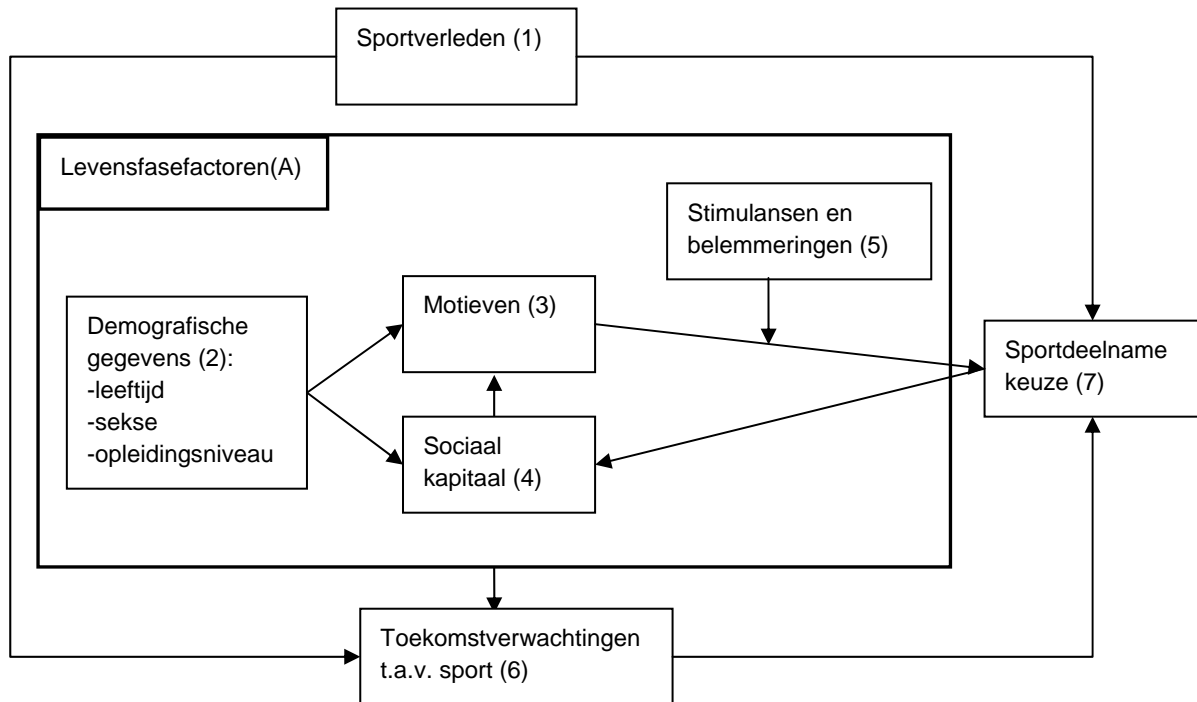 Sportverleden (1)
Levensfasefactoren(A)
Stimulansen en
belemmeringen (5)
Motieven (3)
Demografische
gegevens (2):
-leeftijd
-sekse
-opleidingsniveau
Sociaal
kapitaal (4)
Sportdeelname
keuze (7)
Toekomstverwachtingen
t.a.v. sport (6)